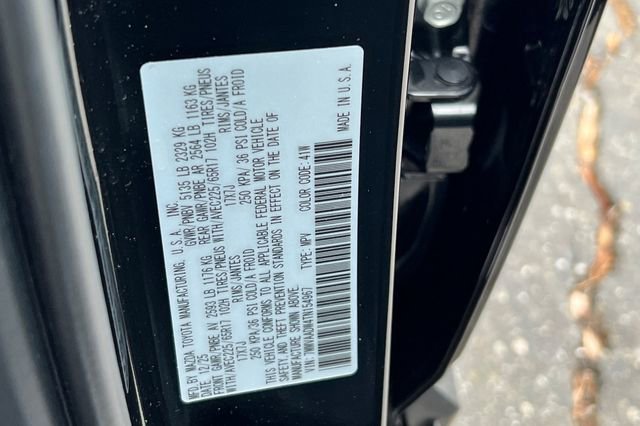 MFD.BY MAZDA TOYOTA MANUFACTURING, U.S.A., INC.
DATE: 12/25 GWR/PNBV 5135 LB 2329 KG
FRONT GAWR/PNBE AT 2593 LB 1176 KG REAR GAWR/PNBE AR 2564 LB 1163 KG
WITH/AVEC225/65R17 102H TIRES/PNEUS WITH/AVEC225/65R17 102H TIRES/PNEUS
17X7J RIMS/JANTES 17X7J RIMS/JANTES
250 KPA/36 PSI COLD/A FROID 250 KPA/36 PSI COLD/A FROID
THIS VEHICLE CONFORMS TO ALL APPLICABLE FEDERAL MOTOR VEHICLE
SAFETY AND THEFT PREVENTION STANDARDS IN EFFECT ON THE DATE OF
MANUFACTURE SHOWN ABOVE.
TYPE: MPV COLOR CODE: 41W
MADE IN U.S.A.